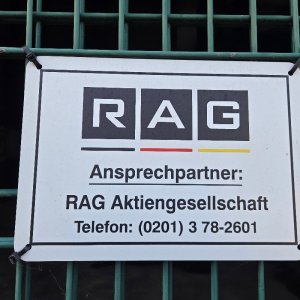 RAG
Ansprechpartner:
RAG Aktiengesellschaft
Telefon: (0201) 3 78-2601